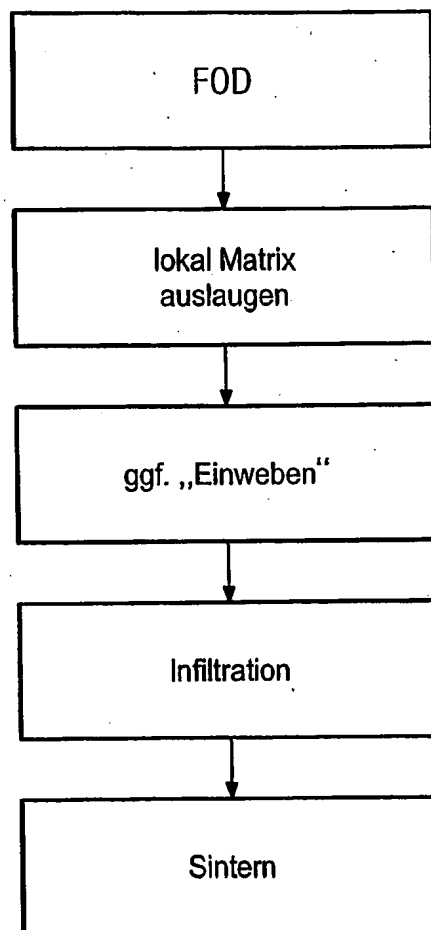 FOD
lokal Matrix
auslaugen
ggf. „Einweben“
Infiltration
Sintern